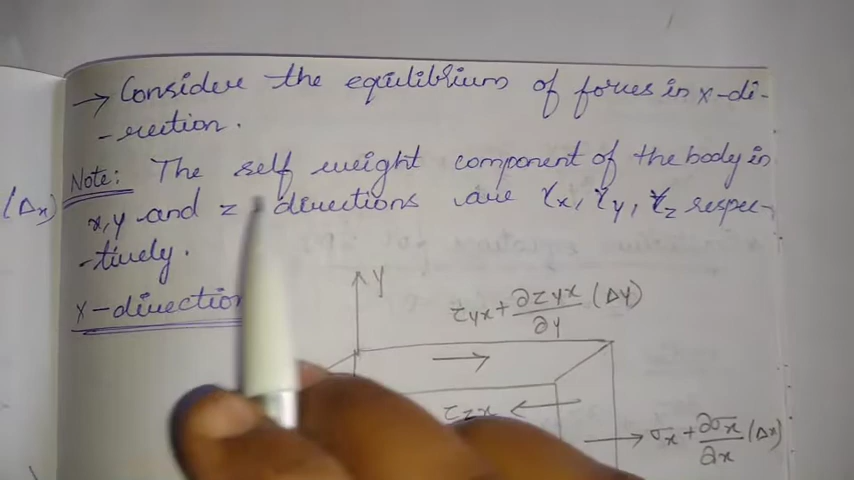 → Consider the equilibrium of forces in x-di-
-rection.
Note: The self weight component of the body in
x, y and z directions are γx, γy, γz respec-
-tively.
x-direction
y
τyx + ∂τyx/∂y (Δy)
τzx
σx + ∂σx/∂x (Δx)
(Δx)